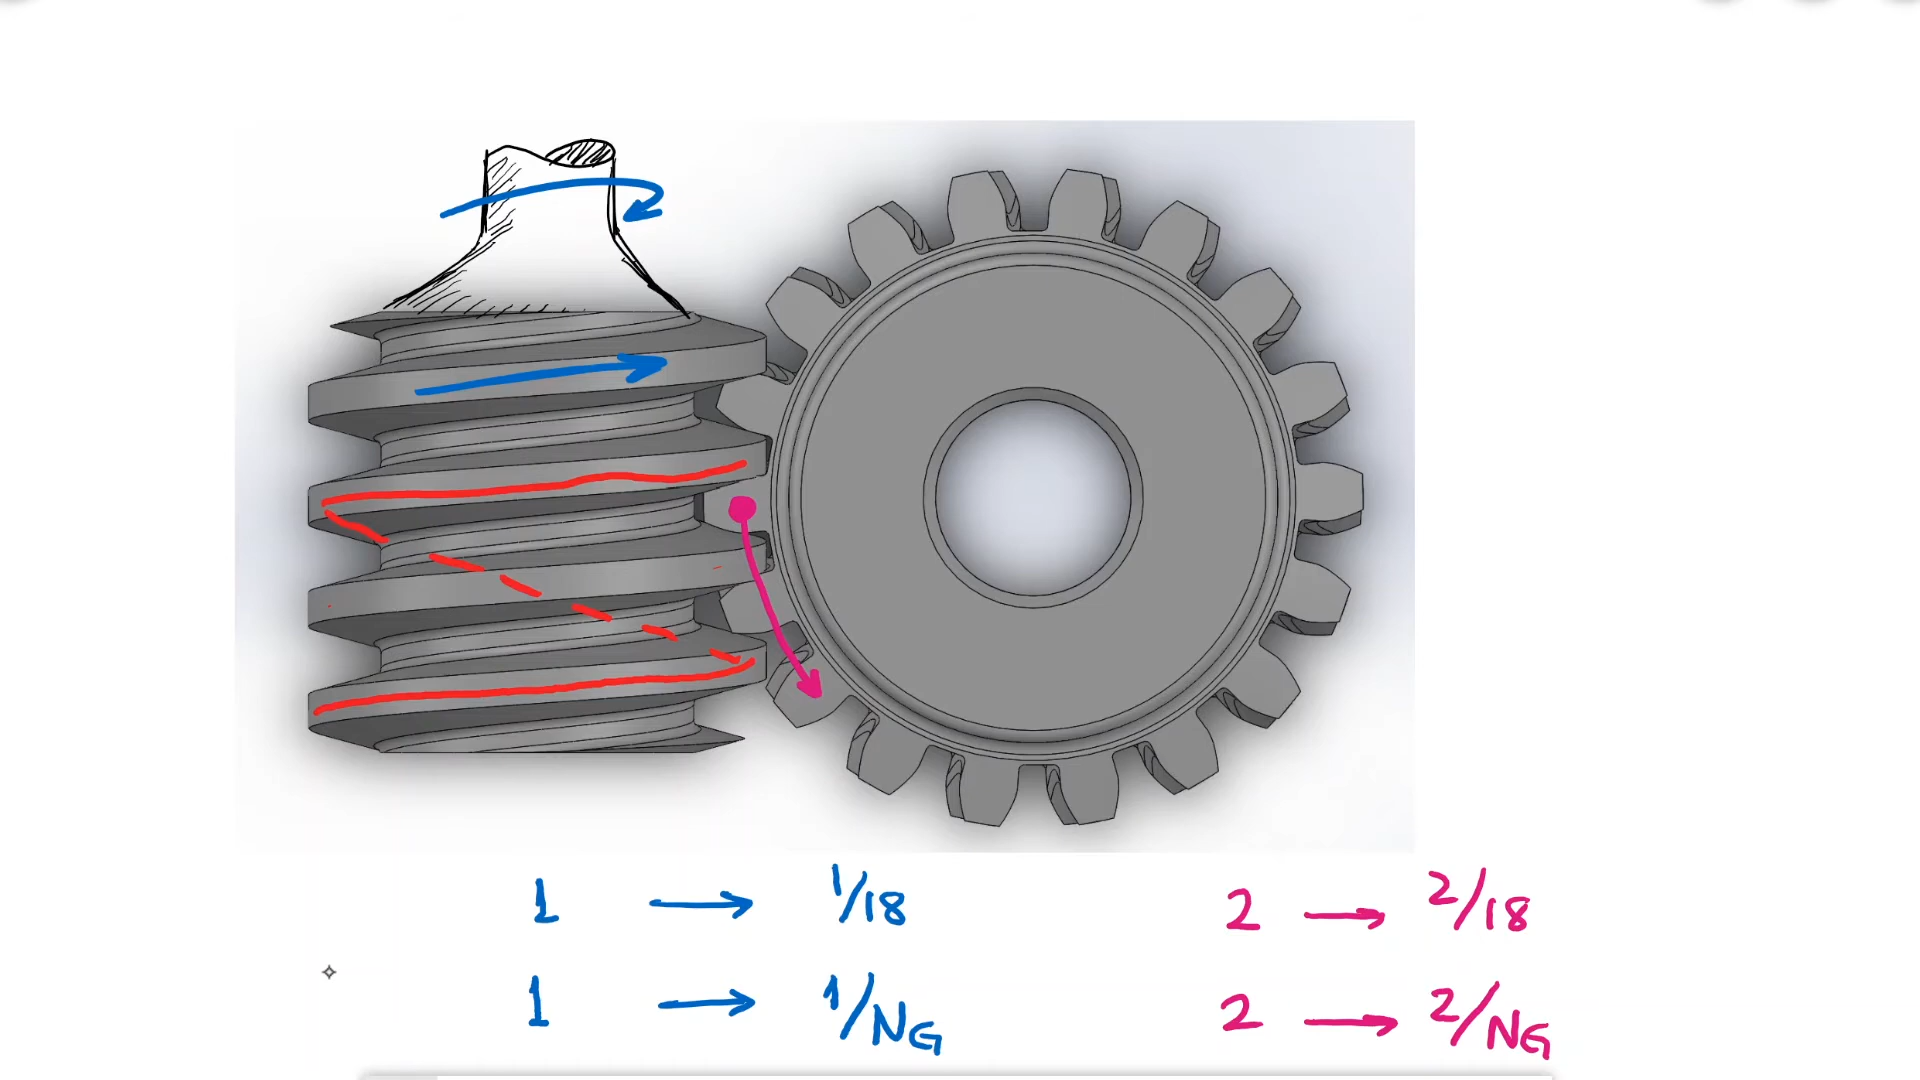 1 → 1/18
2 → 2/18
1 → 1/NG
2 → 2/NG